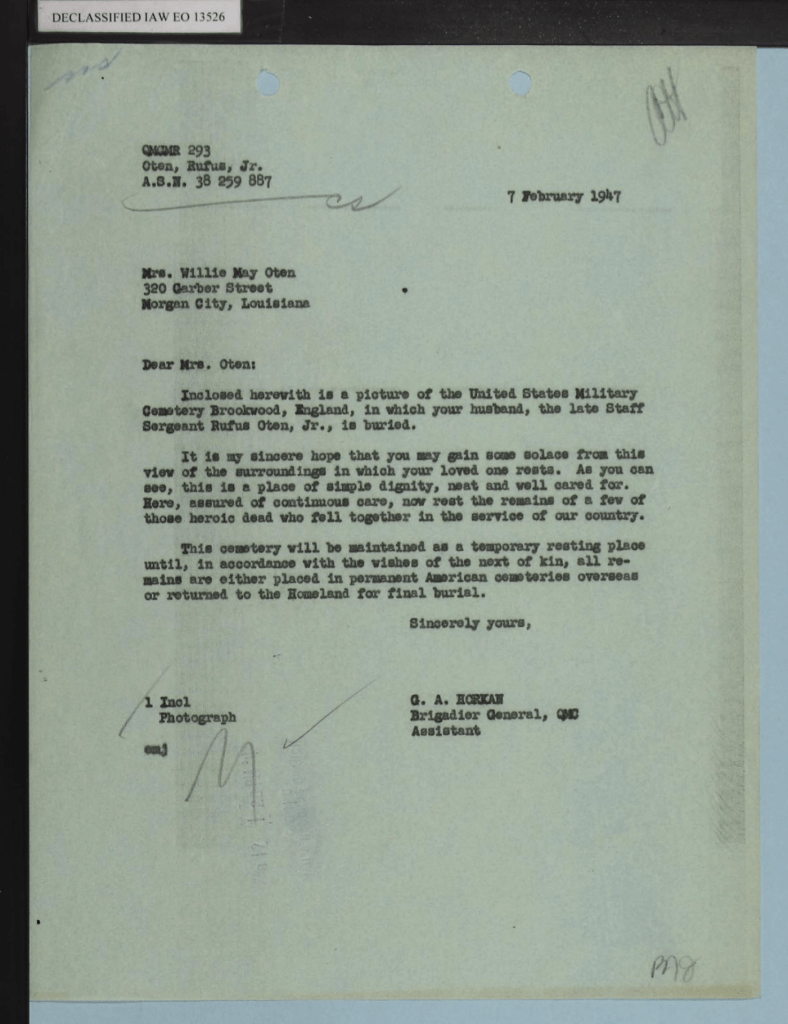 DECLASSIFIED IAW EO 13526
QMGMR 293
Oten, Rufus, Jr.
A.S.N. 38 259 887
cs
7 February 1947
Mrs. Willie May Oten
320 Garber Street
Morgan City, Louisiana
Dear Mrs. Oten:
Inclosed herewith is a picture of the United States Military
Cemetery Brookwood, England, in which your husband, the late Staff
Sergeant Rufus Oten, Jr., is buried.
It is my sincere hope that you may gain some solace from this
view of the surroundings in which your loved one rests. As you can
see, this is a place of simple dignity, neat and well cared for.
Here, assured of continuous care, now rest the remains of a few of
those heroic dead who fell together in the service of our country.
This cemetery will be maintained as a temporary resting place
until, in accordance with the wishes of the next of kin, all re-
mains are either placed in permanent American cemeteries overseas
or returned to the Homeland for final burial.
Sincerely yours,
1 Incl
Photograph
emj
G. A. HORKAN
Brigadier General, QMC
Assistant